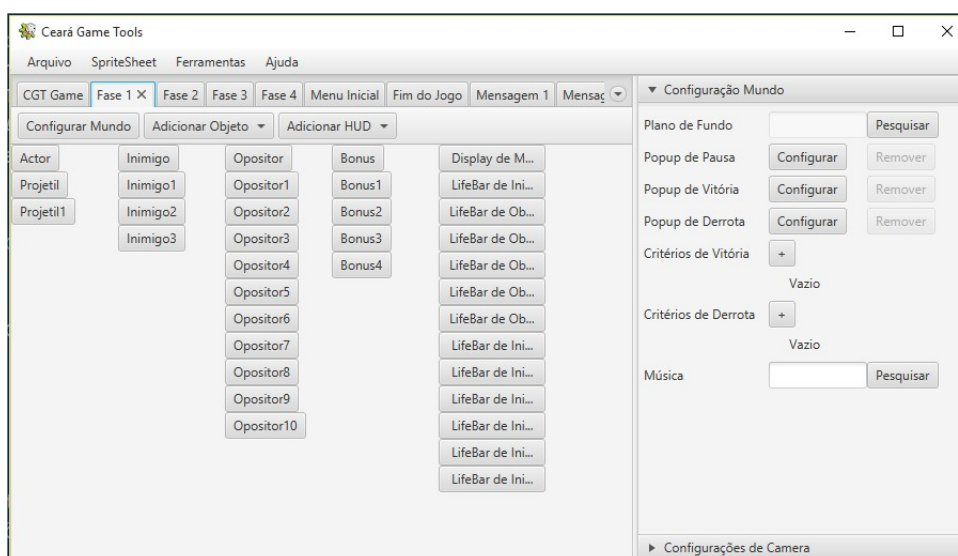 Ceará Game Tools
Arquivo SpriteSheet Ferramentas Ajuda
CGT Game Fase 1 X Fase 2 Fase 3 Fase 4 Menu Inicial Fim do Jogo Mensagem 1 Mensag
Configurar Mundo Adicionar Objeto Adicionar HUD
Actor Inimigo Opositor Bonus Display de M...
Projetil Inimigo1 Opositor1 Bonus1 LifeBar de Ini...
Projetil1 Inimigo2 Opositor2 Bonus2 LifeBar de Ob...
Inimigo3 Opositor3 Bonus3 LifeBar de Ob...
Opositor4 Bonus4 LifeBar de Ob...
Opositor5 LifeBar de Ob...
Opositor6 LifeBar de Ob...
Opositor7 LifeBar de Ini...
Opositor8 LifeBar de Ini...
Opositor9 LifeBar de Ini...
Opositor10 LifeBar de Ini...
LifeBar de Ini...
LifeBar de Ini...
Configuração Mundo
Plano de Fundo Pesquisar
Popup de Pausa Configurar Remover
Popup de Vitória Configurar Remover
Popup de Derrota Configurar Remover
Critérios de Vitória +
Vazio
Critérios de Derrota +
Vazio
Música Pesquisar
Configurações de Camera